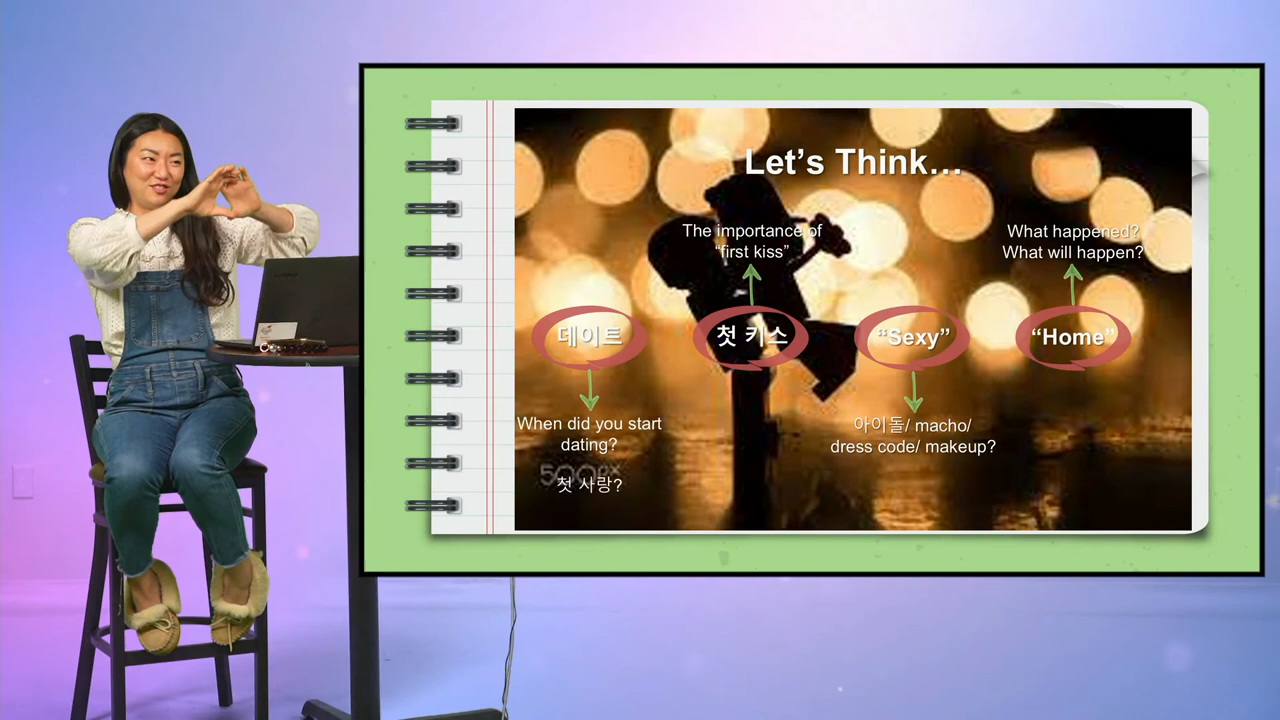 Let's Think…
The importance of
"first kiss"
What happened?
What will happen?
데이트
첫 키스
"Sexy"
"Home"
When did you start
dating?
첫 사랑?
아이돌/ macho/
dress code/ makeup?
500px